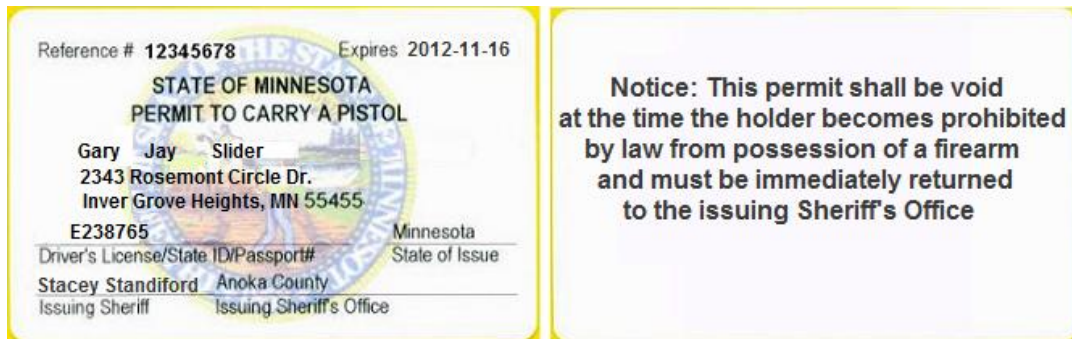 Reference # 12345678 Expires 2012-11-16
STATE OF MINNESOTA
PERMIT TO CARRY A PISTOL
Gary Jay Slider
2343 Rosemont Circle Dr.
Inver Grove Heights, MN 55455
E238765 Minnesota
Driver's License/State ID/Passport# State of Issue
Stacey Standiford Anoka County
Issuing Sheriff Issuing Sheriff's Office
Notice: This permit shall be void
at the time the holder becomes prohibited
by law from possession of a firearm
and must be immediately returned
to the issuing Sheriff's Office